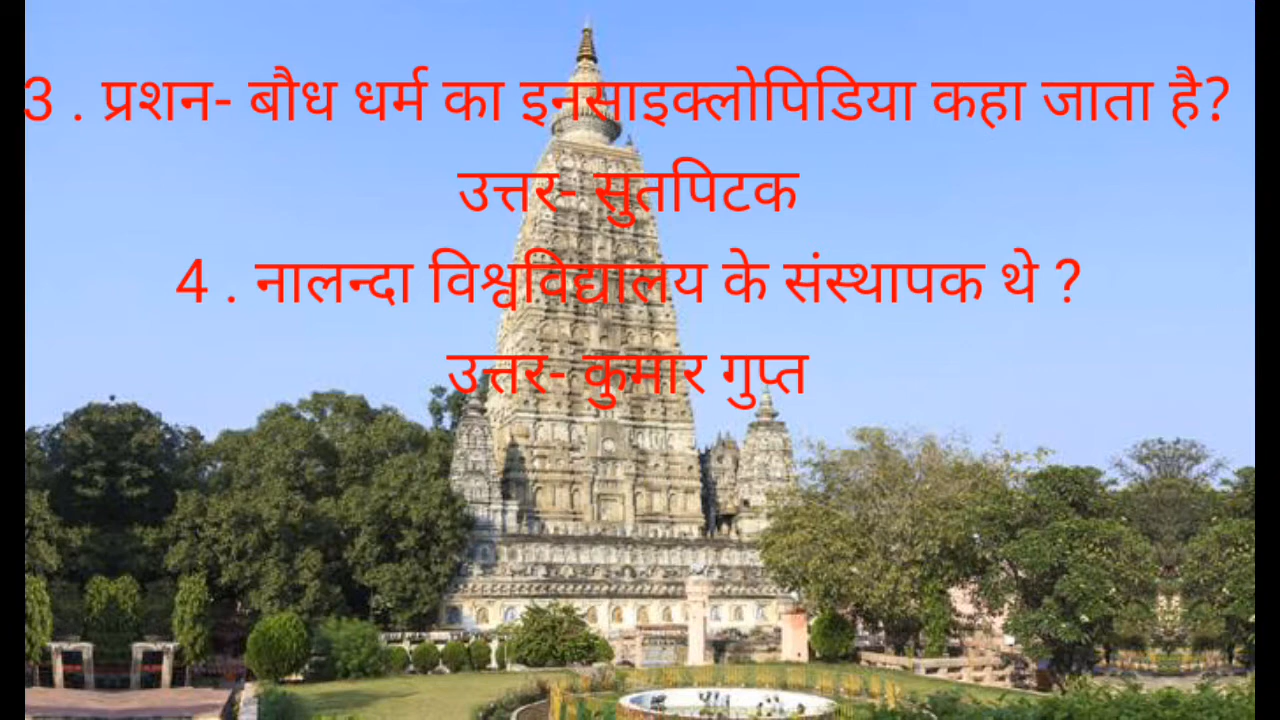 3 . प्रशन- बौध धर्म का इनसाइक्लोपिडिया कहा जाता है?
उत्तर- सुतपिटक
4 . नालन्दा विश्वविद्यालय के संस्थापक थे ?
उत्तर- कुमार गुप्त